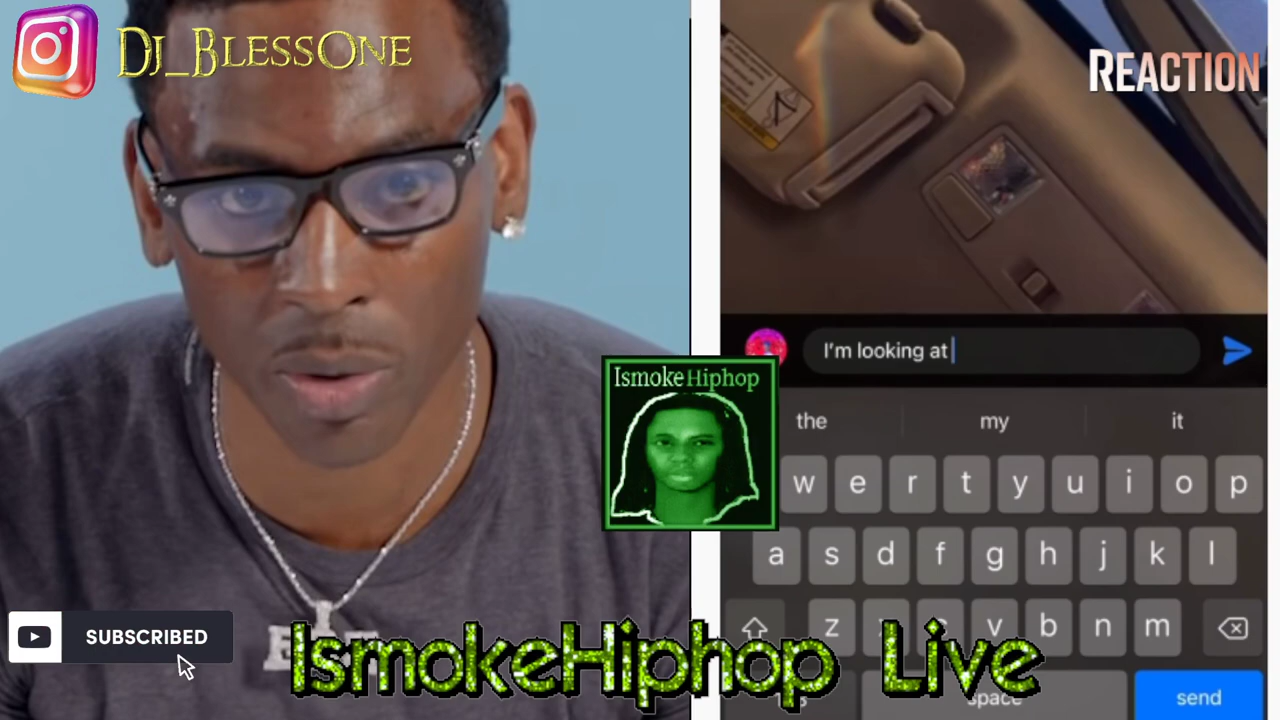 Dj_BlessOne
REACTION
I'm looking at
IsmokeHiphop
the my it
w e r t y u i o p
a s d f g h j k l
z v b n m
SUBSCRIBED
IsmokeHiphop Live
space send